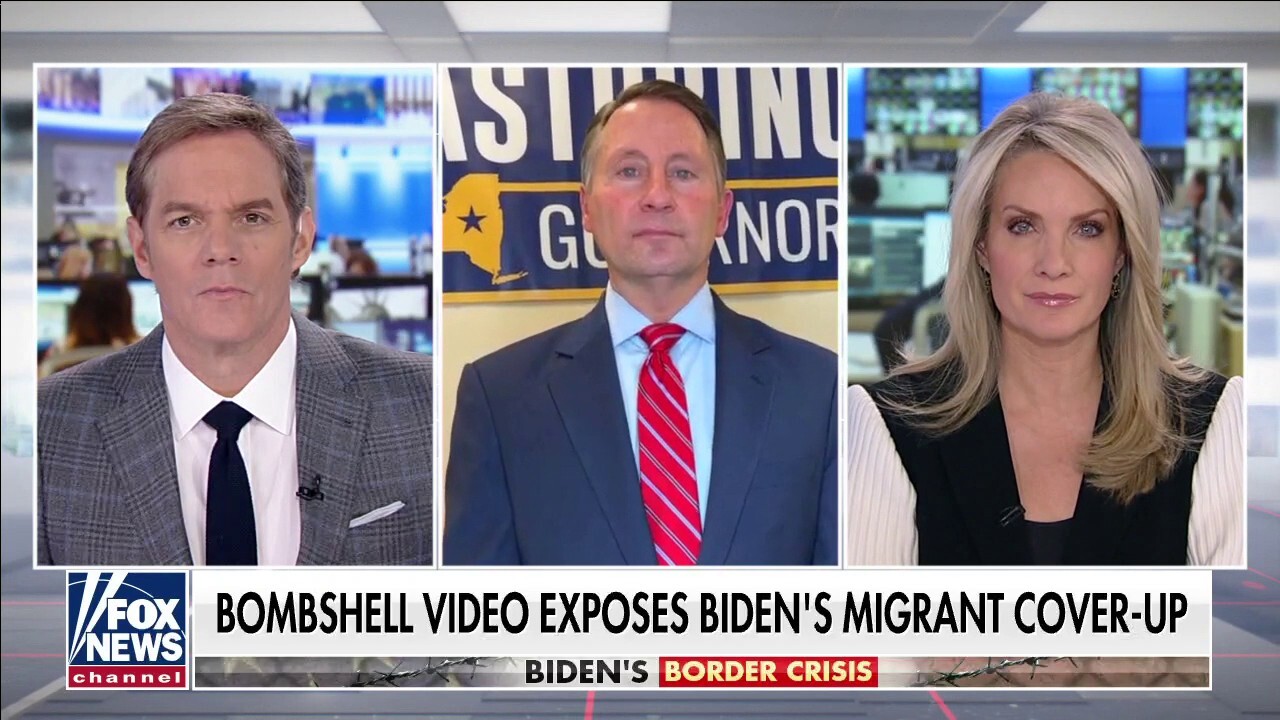 ASTORINO
GOVERNOR
FOX
NEWS
channel
BOMBSHELL VIDEO EXPOSES BIDEN'S MIGRANT COVER-UP
BIDEN'S BORDER CRISIS